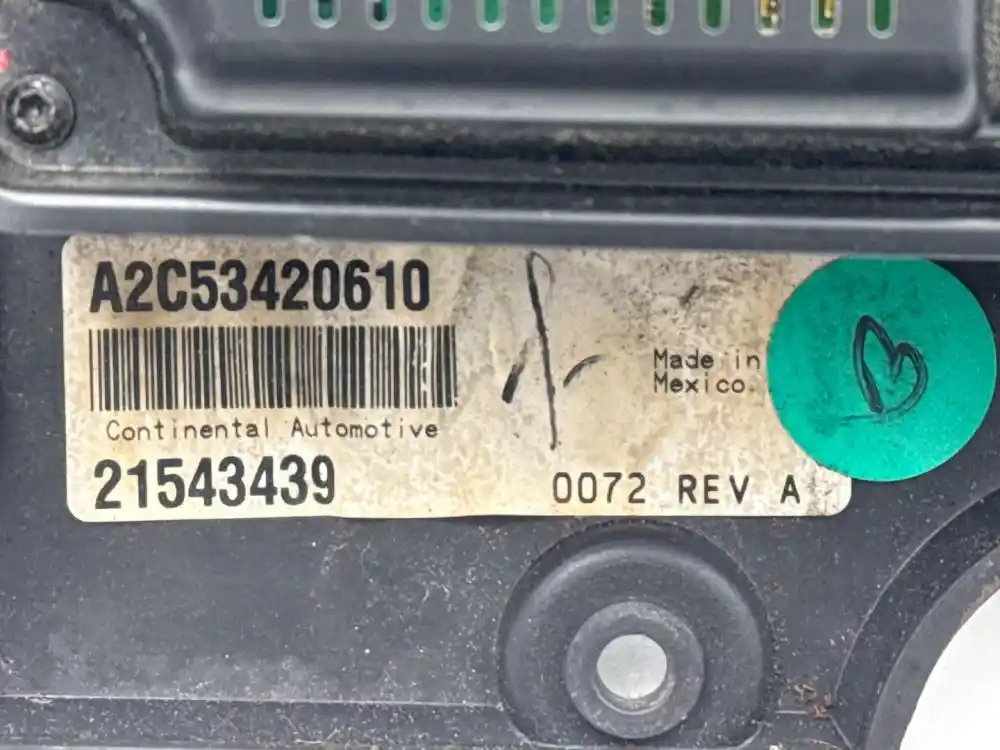 A2C53420610
Continental Automotive
21543439
Made in
Mexico.
0072 REV A
B